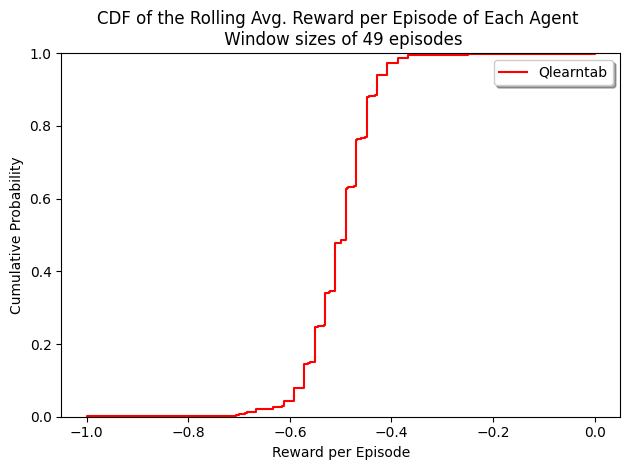 CDF of the Rolling Avg. Reward per Episode of Each Agent
Window sizes of 49 episodes
Qlearntab
Cumulative Probability
1.0
0.8
0.6
0.4
0.2
0.0
−1.0
−0.8
−0.6
−0.4
−0.2
0.0
Reward per Episode